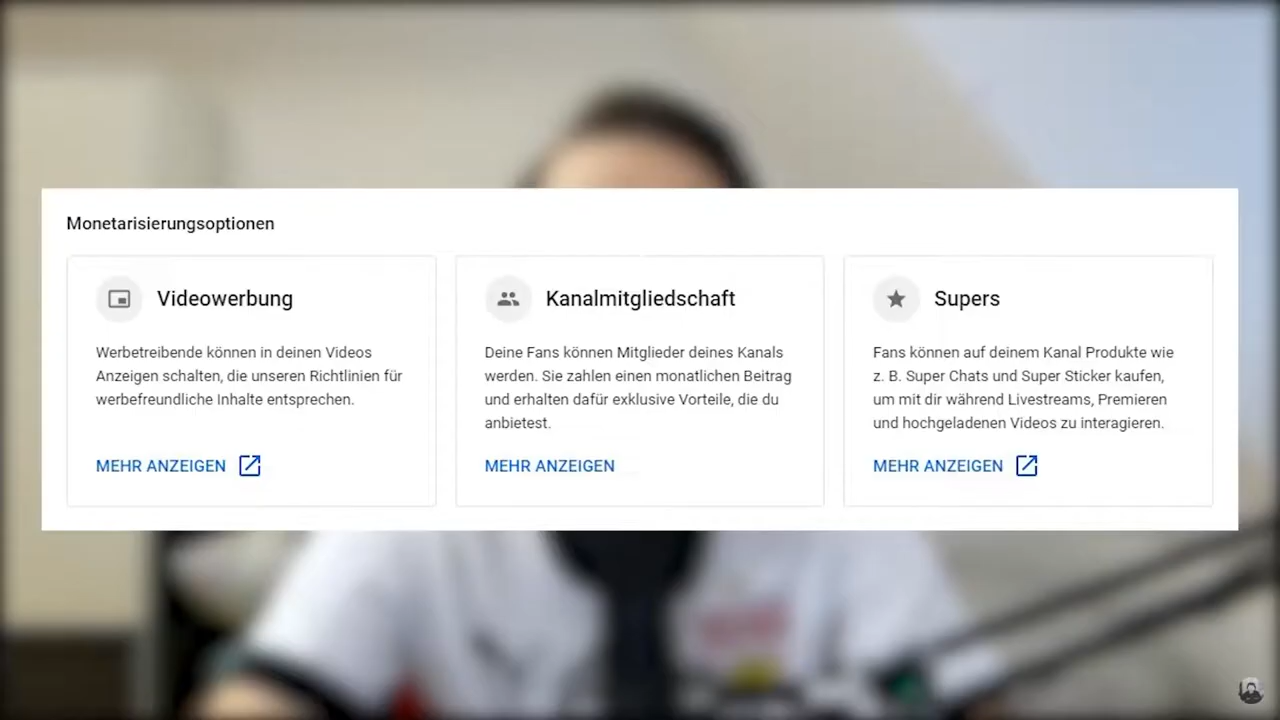 Monetarisierungsoptionen
Videowerbung
Werbetreibende können in deinen Videos
Anzeigen schalten, die unseren Richtlinien für
werbefreundliche Inhalte entsprechen.
MEHR ANZEIGEN
Kanalmitgliedschaft
Deine Fans können Mitglieder deines Kanals
werden. Sie zahlen einen monatlichen Beitrag
und erhalten dafür exklusive Vorteile, die du
anbietest.
MEHR ANZEIGEN
Supers
Fans können auf deinem Kanal Produkte wie
z. B. Super Chats und Super Sticker kaufen,
um mit dir während Livestreams, Premieren
und hochgeladenen Videos zu interagieren.
MEHR ANZEIGEN